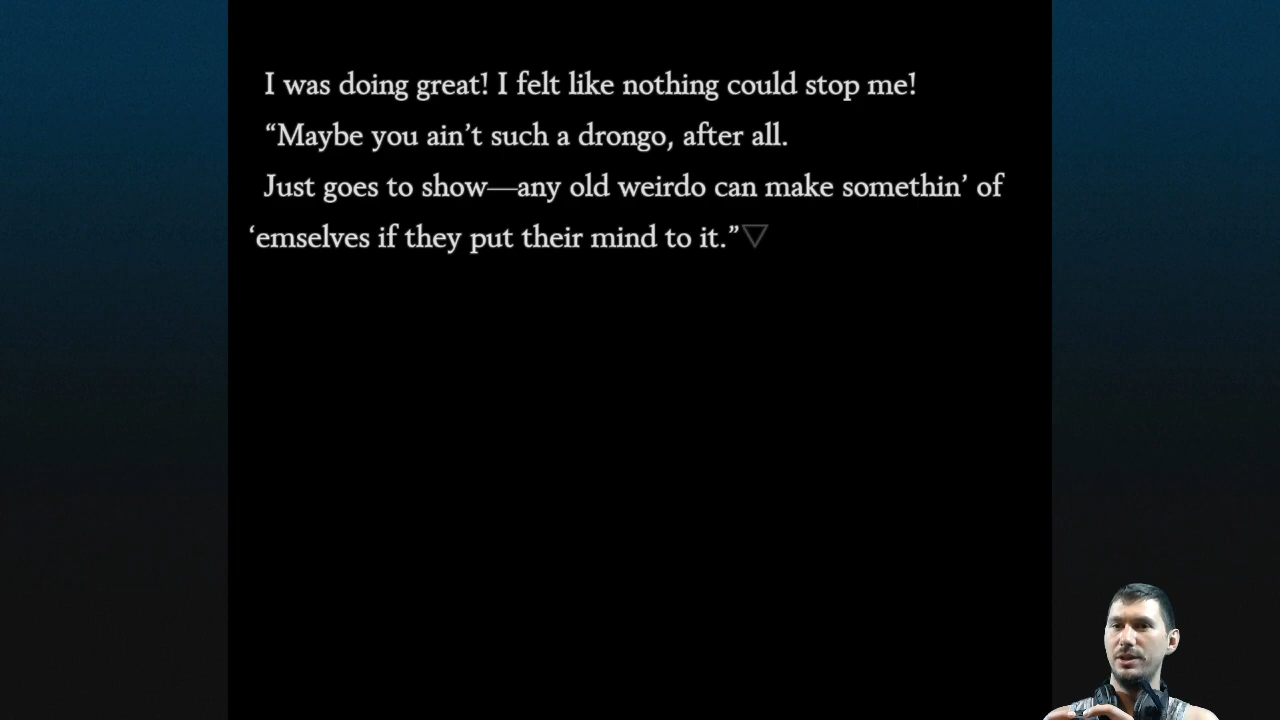 I was doing great! I felt like nothing could stop me!
“Maybe you ain’t such a drongo, after all.
Just goes to show—any old weirdo can make somethin’ of
‘emselves if they put their mind to it.”